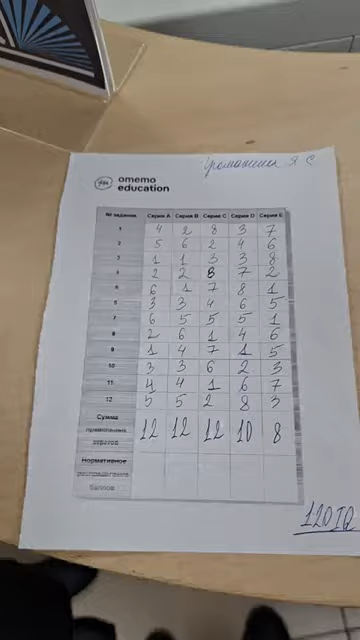 omemo
education
№ задания Серия A Серия B Серия C Серия D Серия E
1 4 2 8 3 7
2 5 6 2 4 6
3 1 1 3 3 8
4 2 2 8 7 2
5 6 1 7 8 1
6 3 3 4 6 5
7 6 5 5 5 1
8 2 6 1 4 6
9 1 4 7 1 5
10 3 3 6 2 3
11 4 4 1 6 7
12 5 5 2 8 3
Сумма
правильных 12 12 12 10 8
ответов
Нормативное
распределение
баллов
120 IQ